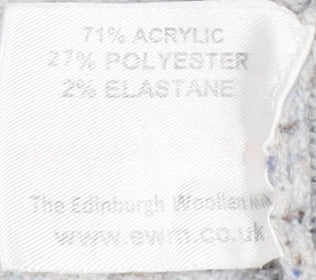 71% ACRYLIC
27% POLYESTER
2% ELASTANE
The Edinburgh Woollen
www.ewm.co.uk